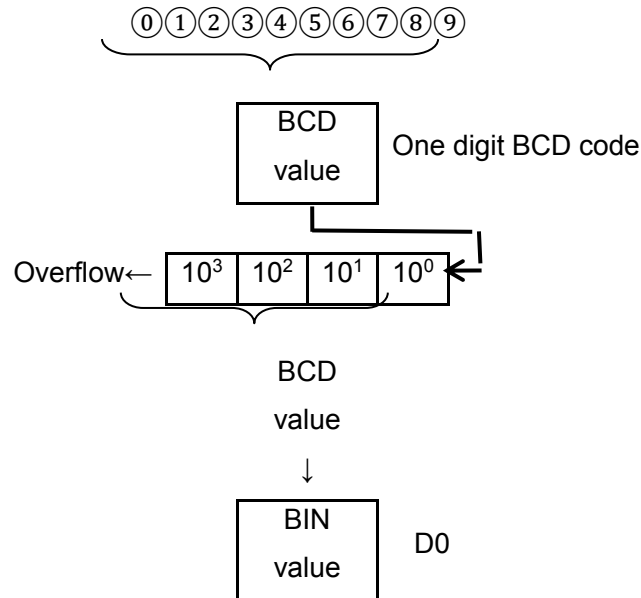 ⓪①②③④⑤⑥⑦⑧⑨
BCD
value
One digit BCD code
Overflow← 10³ 10² 10¹ 10⁰
BCD
value
↓
BIN
value
D0